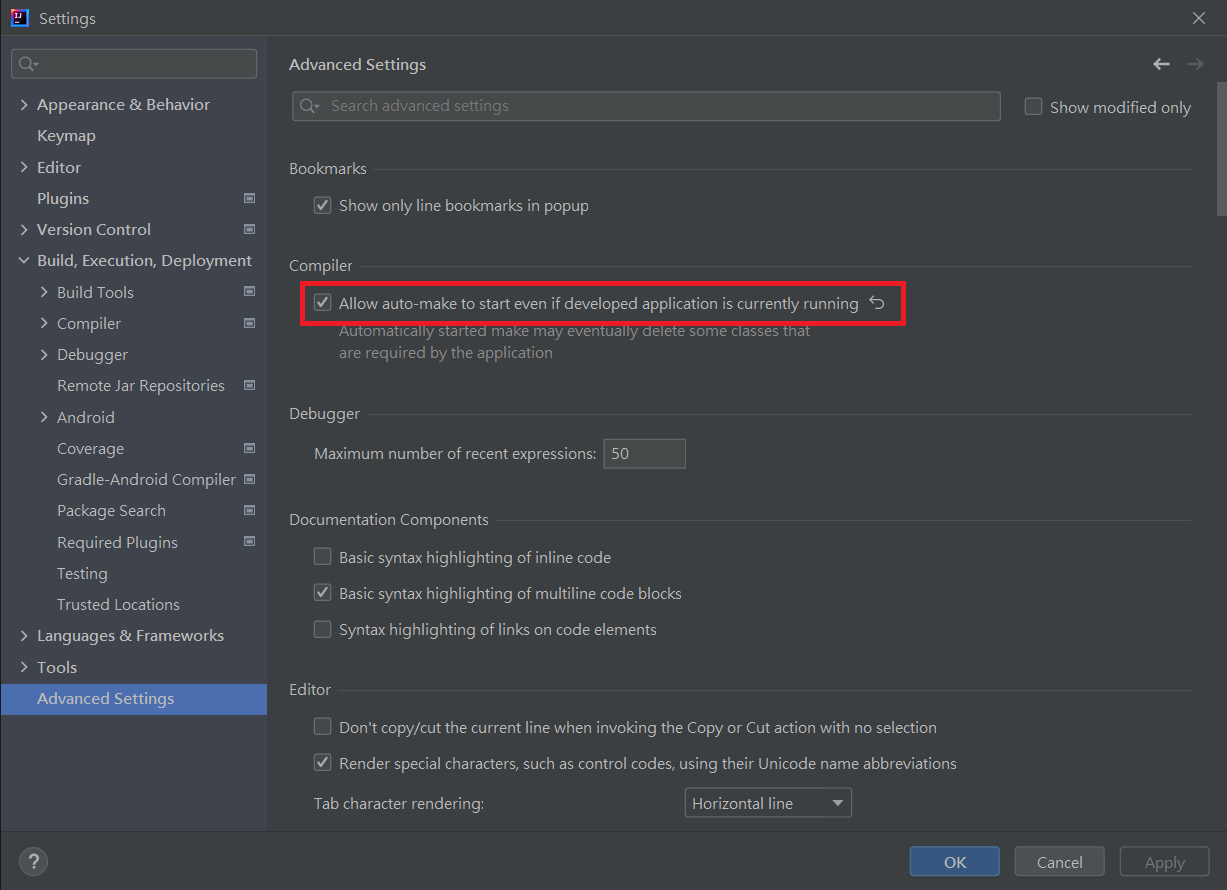 Settings
Appearance & Behavior
Keymap
Editor
Plugins
Version Control
Build, Execution, Deployment
Build Tools
Compiler
Debugger
Remote Jar Repositories
Android
Coverage
Gradle-Android Compiler
Package Search
Required Plugins
Testing
Trusted Locations
Languages & Frameworks
Tools
Advanced Settings
Advanced Settings
Search advanced settings
Show modified only
Bookmarks
Show only line bookmarks in popup
Compiler
Allow auto-make to start even if developed application is currently running
Automatically started make may eventually delete some classes that
are required by the application
Debugger
Maximum number of recent expressions: 50
Documentation Components
Basic syntax highlighting of inline code
Basic syntax highlighting of multiline code blocks
Syntax highlighting of links on code elements
Editor
Don't copy/cut the current line when invoking the Copy or Cut action with no selection
Render special characters, such as control codes, using their Unicode name abbreviations
Tab character rendering: Horizontal line
? OK Cancel Apply